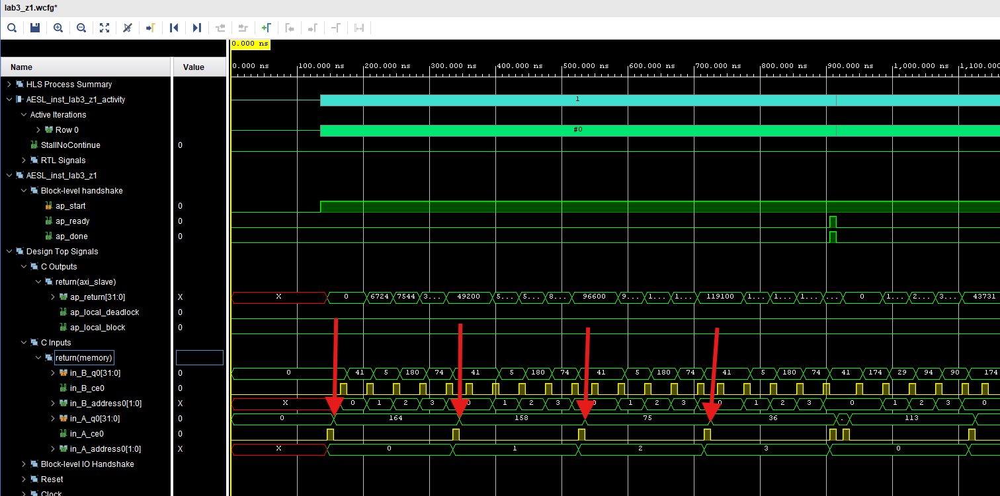 lab3_z1.wcfg*
0.000 ns
Name Value
0.000 ns 100.000 ns 200.000 ns 300.000 ns 400.000 ns 500.000 ns 600.000 ns 700.000 ns 800.000 ns 900.000 ns 1,000.000 ns 1,100.000
HLS Process Summary
AESL_inst_lab3_z1_activity 1
Active Iterations
Row 0 #0
StallNoContinue 0
RTL Signals
AESL_inst_lab3_z1
Block-level handshake
ap_start 0
ap_ready 0
ap_done 0
Design Top Signals
C Outputs
return(axi_slave)
ap_return[31:0] X X 0 6724 7544 3... 49200 5... 5... 8... 96600 9... 1... 1... 119100 1... 1... 1... ... 0 1... 2... 3... 43731
ap_local_deadlock 0
ap_local_block 0
C Inputs
return(memory)
in_B_q0[31:0] 0 0 41 5 180 74 41 5 180 74 41 5 180 74 41 5 180 74 41 174 29 94 90 174
in_B_ce0 0
in_B_address0[1:0] X X 0 1 2 3 0 1 2 3 0 1 2 3 0 1 2 3 0 1 2 3 0
in_A_q0[31:0] 0 0 164 158 75 36 . 113
in_A_ce0 0
in_A_address0[1:0] X X 0 1 2 3 0
Block-level IO Handshake
Reset
Clock